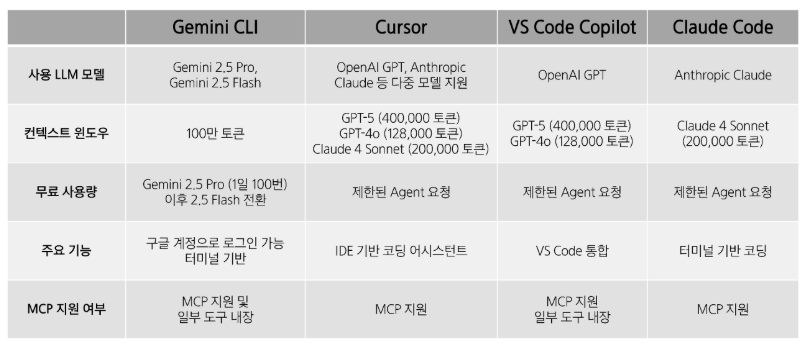 Gemini CLI Cursor VS Code Copilot Claude Code
사용 LLM 모델
Gemini 2.5 Pro,
Gemini 2.5 Flash
OpenAI GPT, Anthropic
Claude 등 다중 모델 지원
OpenAI GPT
Anthropic Claude
컨텍스트 윈도우
100만 토큰
GPT-5 (400,000 토큰)
GPT-4o (128,000 토큰)
Claude 4 Sonnet (200,000 토큰)
GPT-5 (400,000 토큰)
GPT-4o (128,000 토큰)
Claude 4 Sonnet
(200,000 토큰)
무료 사용량
Gemini 2.5 Pro (1일 100번)
이후 2.5 Flash 전환
제한된 Agent 요청
제한된 Agent 요청
제한된 Agent 요청
주요 기능
구글 계정으로 로그인 가능
터미널 기반
IDE 기반 코딩 어시스턴트
VS Code 통합
터미널 기반 코딩
MCP 지원 여부
MCP 지원 및
일부 도구 내장
MCP 지원
MCP 지원
일부 도구 내장
MCP 지원